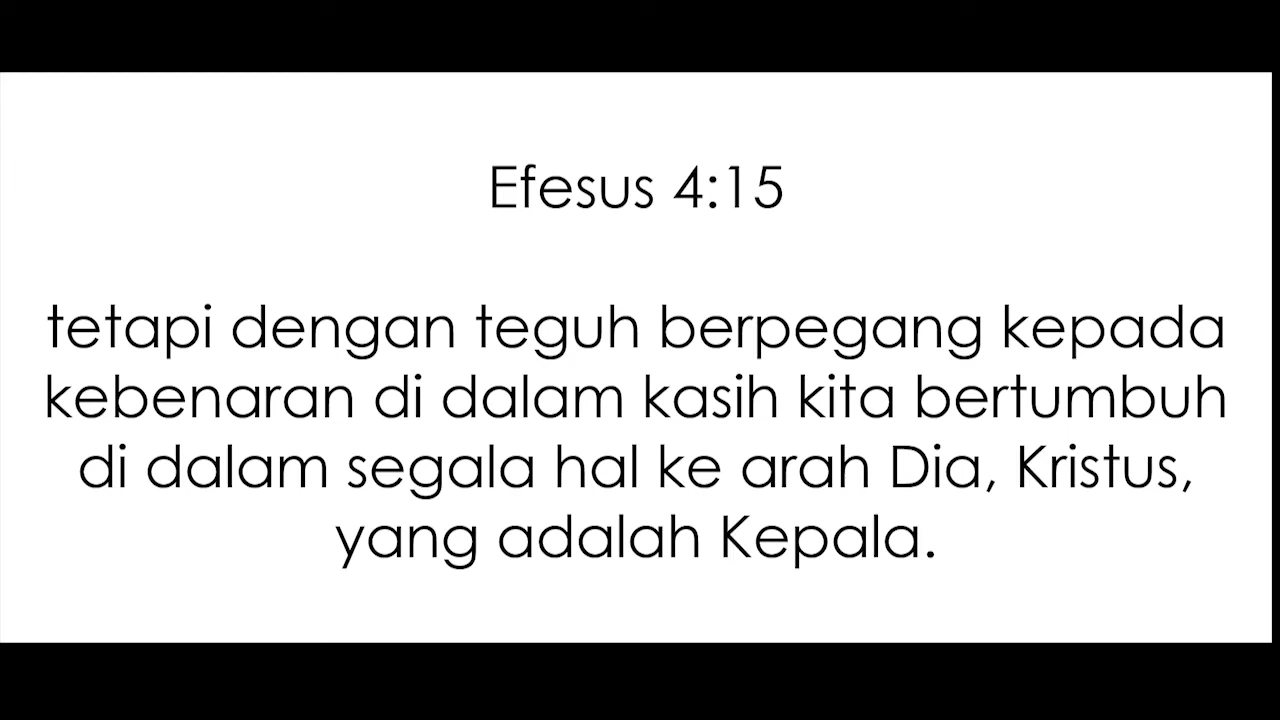 Efesus 4:15
tetapi dengan teguh berpegang kepada
kebenaran di dalam kasih kita bertumbuh
di dalam segala hal ke arah Dia, Kristus,
yang adalah Kepala.